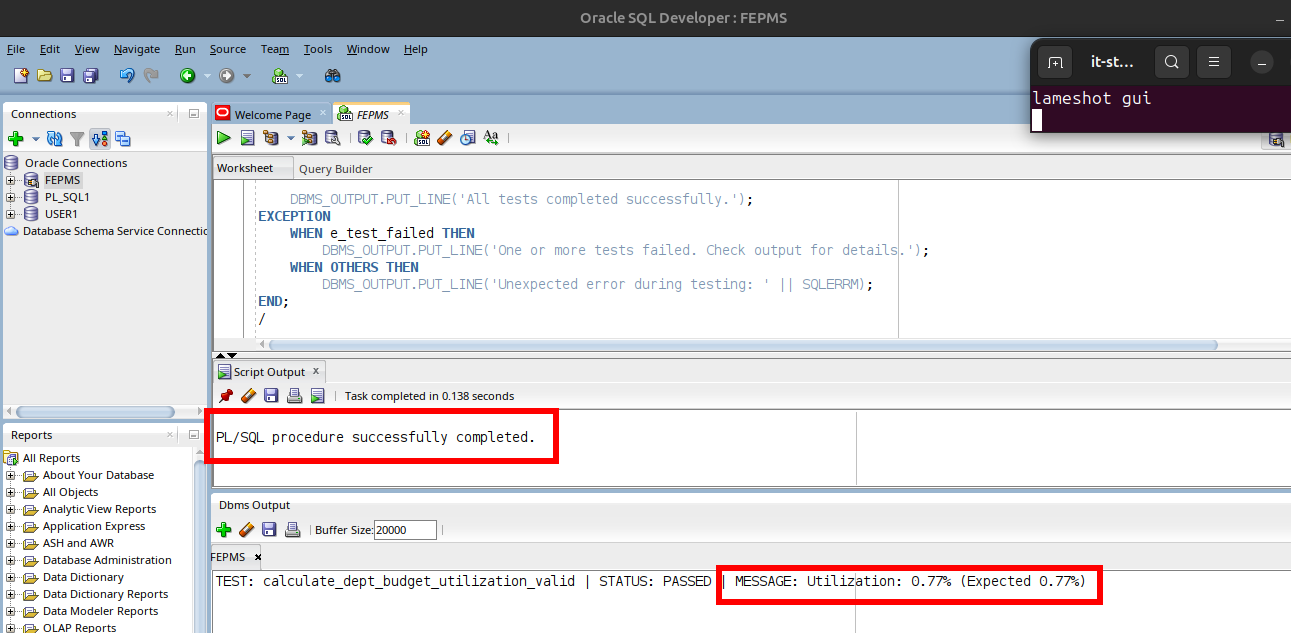 Oracle SQL Developer : FEPMS
File Edit View Navigate Run Source Team Tools Window Help
it-st...
lameshot gui
Connections
Oracle Connections
FEPMS
PL_SQL1
USER1
Database Schema Service Connectio
Welcome Page
FEPMS
Worksheet Query Builder
DBMS_OUTPUT.PUT_LINE('All tests completed successfully.');
EXCEPTION
WHEN e_test_failed THEN
DBMS_OUTPUT.PUT_LINE('One or more tests failed. Check output for details.');
WHEN OTHERS THEN
DBMS_OUTPUT.PUT_LINE('Unexpected error during testing: ' || SQLERRM);
END;
/
Script Output x
Task completed in 0.138 seconds
PL/SQL procedure successfully completed.
Reports
All Reports
About Your Database
All Objects
Analytic View Reports
Application Express
ASH and AWR
Database Administration
Data Dictionary
Data Dictionary Reports
Data Modeler Reports
OLAP Reports
Dbms Output
Buffer Size: 20000
FEPMS
TEST: calculate_dept_budget_utilization_valid | STATUS: PASSED | MESSAGE: Utilization: 0.77% (Expected 0.77%)